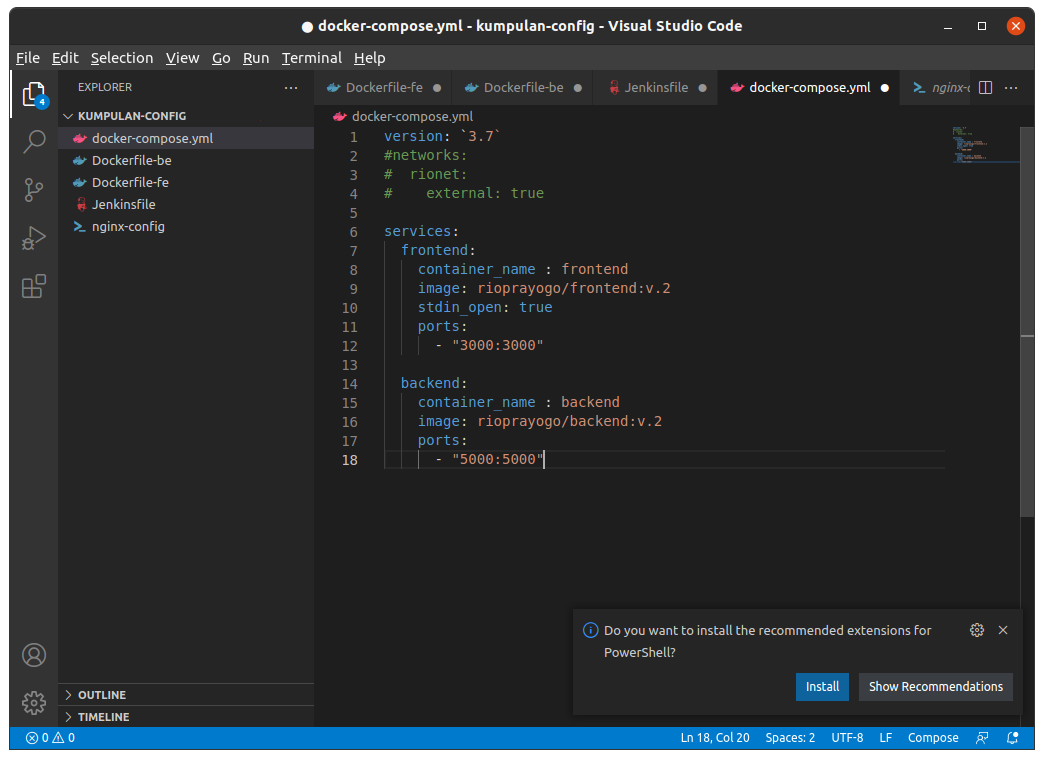 ● docker-compose.yml - kumpulan-config - Visual Studio Code
File Edit Selection View Go Run Terminal Help
EXPLORER ···
4
KUMPULAN-CONFIG
docker-compose.yml
Dockerfile-be
Dockerfile-fe
Jenkinsfile
nginx-config
OUTLINE
TIMELINE
Dockerfile-fe ● Dockerfile-be ● Jenkinsfile ● docker-compose.yml ● nginx-c ···
docker-compose.yml
1 version: `3.7`
2 #networks:
3 #  rionet:
4 #    external: true
5
6 services:
7   frontend:
8     container_name : frontend
9     image: rioprayogo/frontend:v.2
10     stdin_open: true
11     ports:
12       - "3000:3000"
13
14   backend:
15     container_name : backend
16     image: rioprayogo/backend:v.2
17     ports:
18       - "5000:5000"
Do you want to install the recommended extensions for
PowerShell?
Install Show Recommendations
0 0 Ln 18, Col 20 Spaces: 2 UTF-8 LF Compose